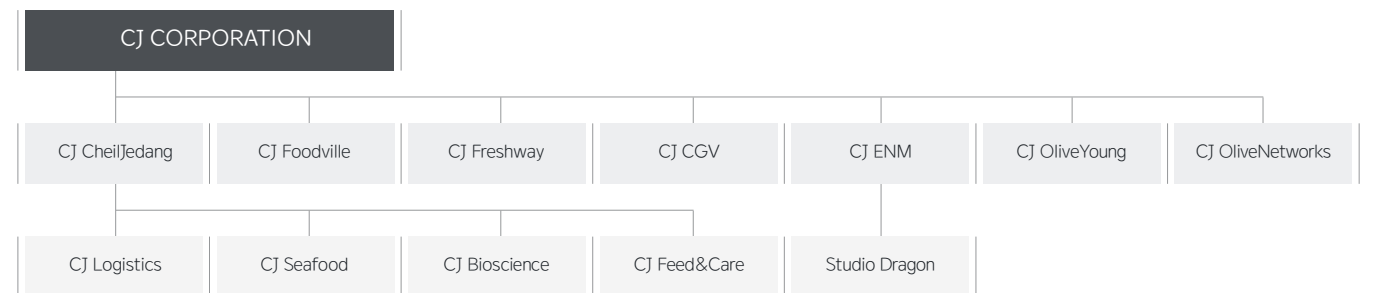 CJ CORPORATION
CJ CheilJedang
CJ Foodville
CJ Freshway
CJ CGV
CJ ENM
CJ OliveYoung
CJ OliveNetworks
CJ Logistics
CJ Seafood
CJ Bioscience
CJ Feed&Care
Studio Dragon